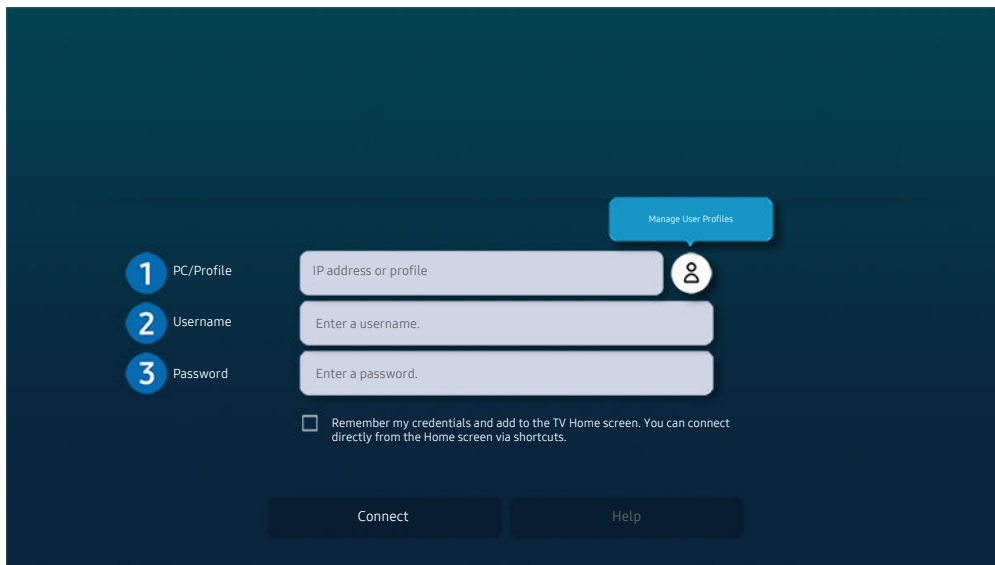 Manage User Profiles
1 PC/Profile IP address or profile
2 Username Enter a username.
3 Password Enter a password.
Remember my credentials and add to the TV Home screen. You can connect
directly from the Home screen via shortcuts.
Connect Help